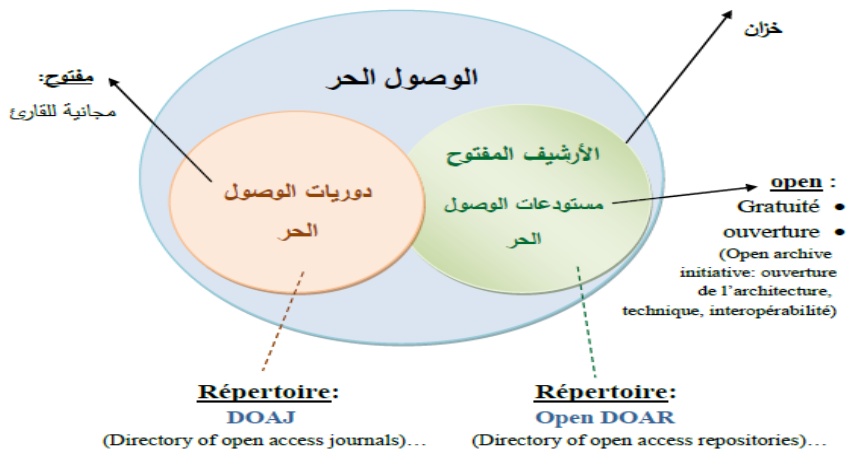 خزان
الوصول الحر
مفتوح:
مجانية للقارئ
الأرشيف المفتوح
مستودعات الوصول
الحر
دوريات الوصول
الحر
open :
Gratuité •
ouverture •
(Open archive
initiative: ouverture
de l’architecture,
technique, interopérabilité)
Répertoire:
DOAJ
(Directory of open access journals)…
Répertoire:
Open DOAR
(Directory of open access repositories)…